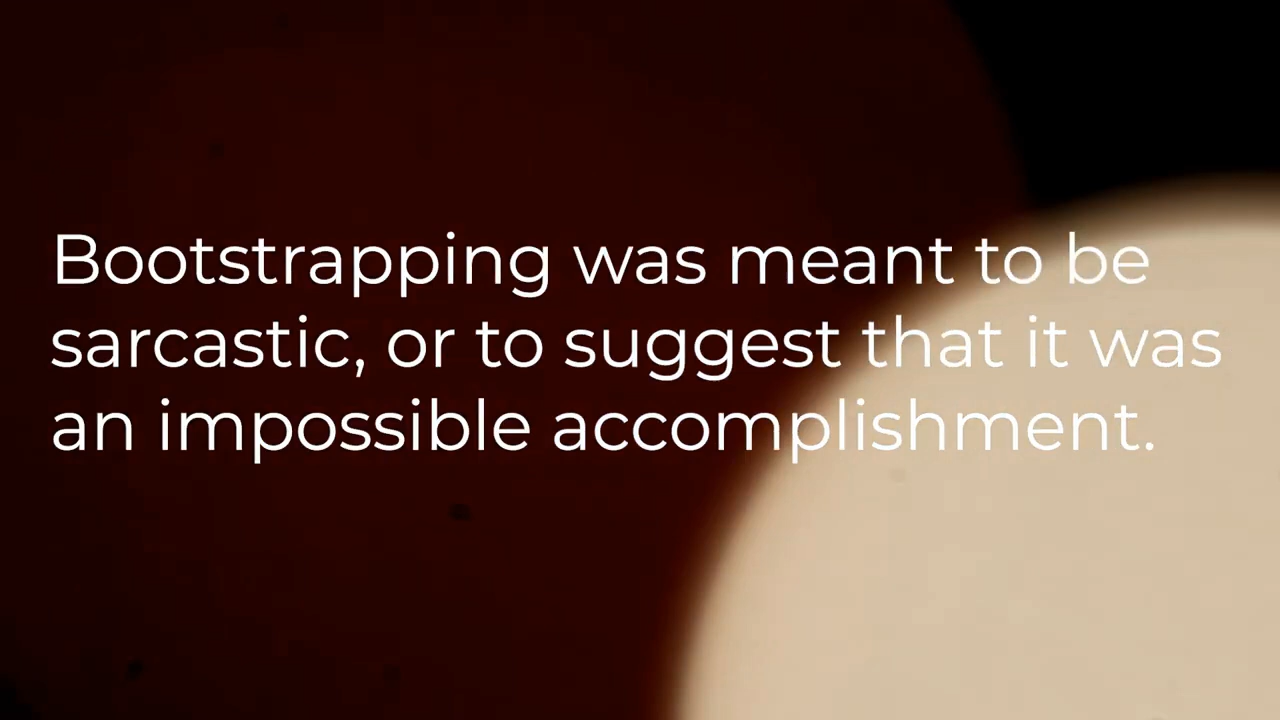 Bootstrapping was meant to be
sarcastic, or to suggest that it was
an impossible accomplishment.